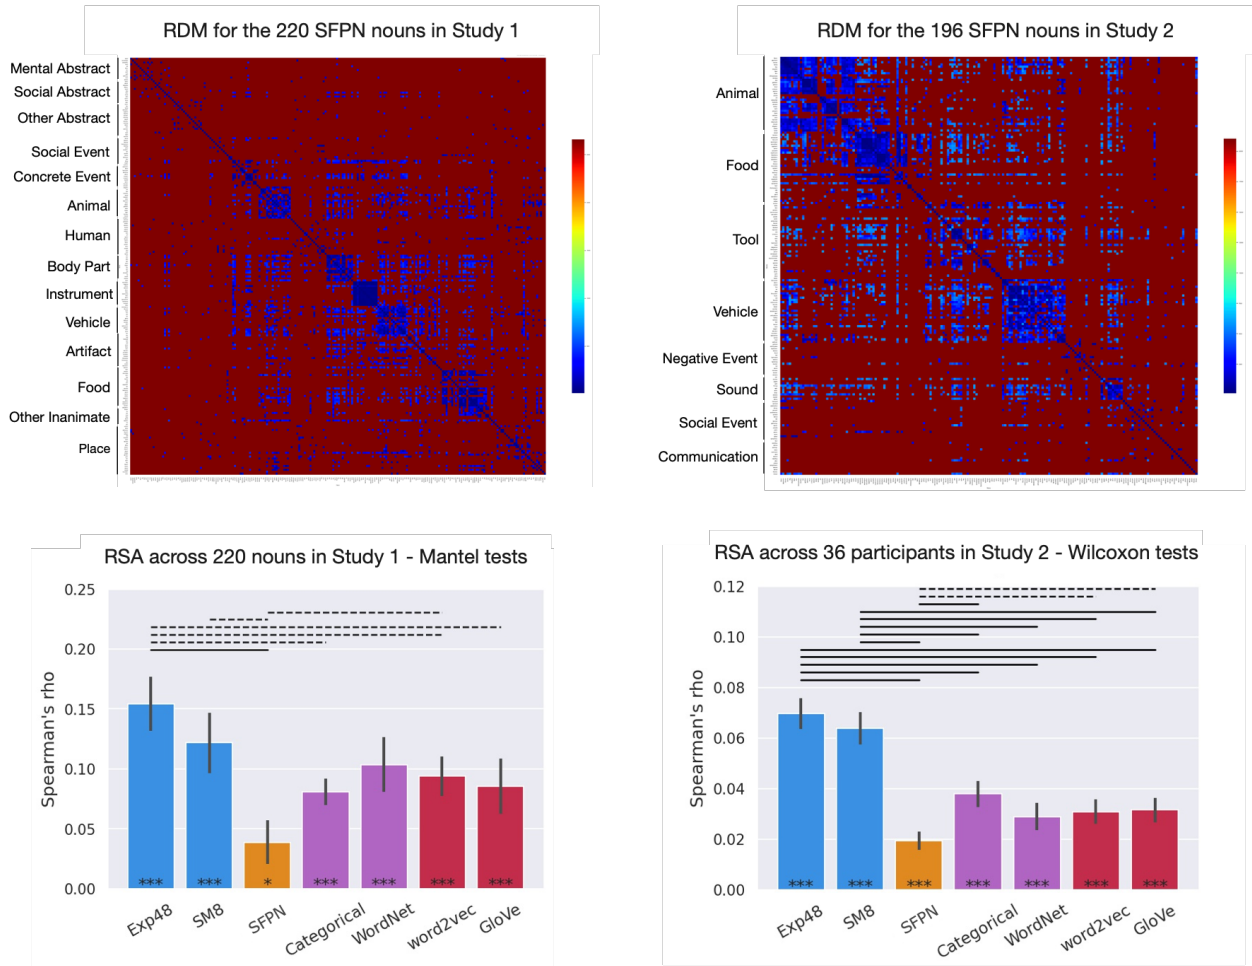 RDM for the 220 SFPN nouns in Study 1
Mental Abstract
Social Abstract
Other Abstract
Social Event
Concrete Event
Animal
Human
Body Part
Instrument
Vehicle
Artifact
Food
Other Inanimate
Place
RDM for the 196 SFPN nouns in Study 2
Animal
Food
Tool
Vehicle
Negative Event
Sound
Social Event
Communication
RSA across 220 nouns in Study 1 - Mantel tests
Spearman's rho
0.25
0.20
0.15
0.10
0.05
0.00
*** *** * *** *** *** ***
Exp48 SM8 SFPN Categorical WordNet word2vec GloVe
RSA across 36 participants in Study 2 - Wilcoxon tests
Spearman's rho
0.12
0.10
0.08
0.06
0.04
0.02
0.00
*** *** *** *** *** *** ***
Exp48 SM8 SFPN Categorical WordNet word2vec GloVe